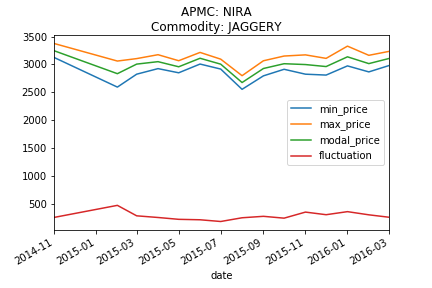 APMC: NIRA
Commodity: JAGGERY
3500
3000
2500
2000
1500
1000
500
min_price
max_price
modal_price
fluctuation
2014-11
2015-01
2015-03
2015-05
2015-07
2015-09
2015-11
2016-01
2016-03
date